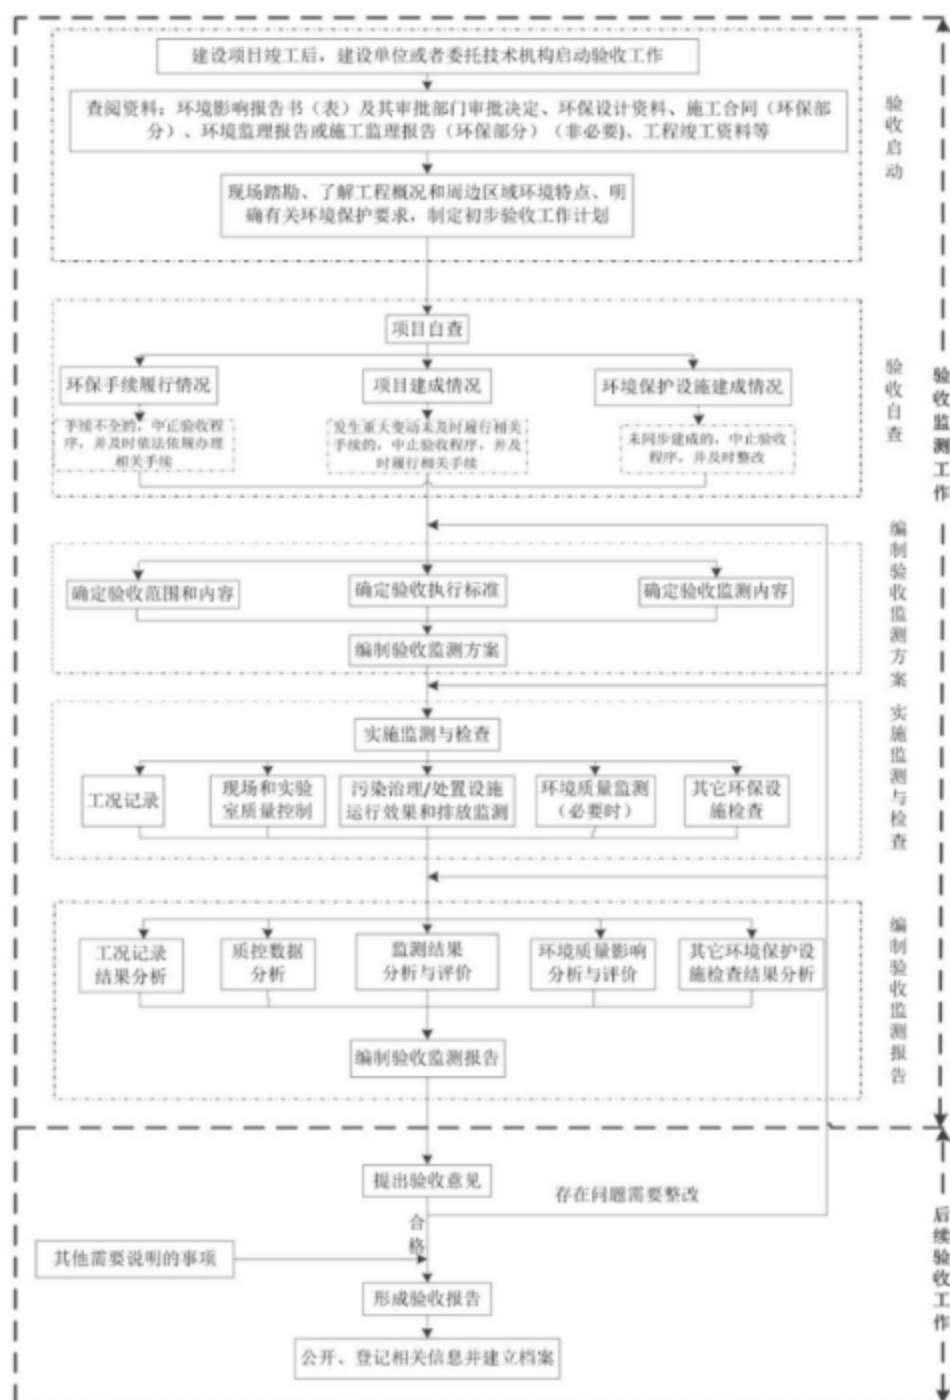 建设项目竣工后，建设单位或者委托技术机构启动验收工作
查阅资料：环境影响报告书（表）及其审批部门审批决定、环保设计资料、施工合同（环保部
分）、环境监理报告或施工监理报告（环保部分）（非必要）、工程竣工资料等
现场踏勘、了解工程概况和周边区域环境特点、明
确有关环境保护要求，制定初步验收工作计划
验收启动
项目自查
环保手续履行情况
项目建成情况
环境保护设施建成情况
手续不全的，中止验收程
序，并及时依法依规办理
相关手续
发生重大变动未及时履行相关
手续的，中止验收程序，并及
时履行相关手续
未同步建成的，中止验收
程序，并及时整改
验收自查
验收监测工作
确定验收范围和内容
确定验收执行标准
确定验收监测内容
编制验收监测方案
编制验收监测方案
实施监测与检查
工况记录
现场和实验
室质量控制
污染治理/处置设施
运行效果和排放监测
环境质量监测
（必要时）
其它环保设
施检查
实施监测与检查
工况记录
结果分析
质控数据
分析
监测结果
分析与评价
环境质量影响
分析与评价
其它环境保护设
施检查结果分析
编制验收监测报告
编制验收监测报告
提出验收意见
存在问题需要整改
合格
其他需要说明的事项
形成验收报告
公开、登记相关信息并建立档案
后续验收工作